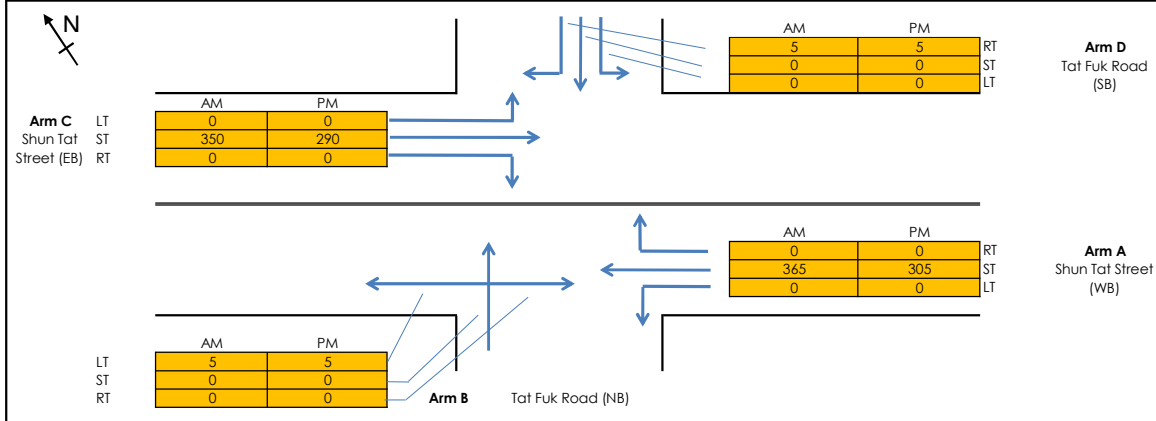 N
AM PM
5 5 RT
0 0 ST
0 0 LT
Arm D
Tat Fuk Road
(SB)
AM PM
Arm C LT 0 0
Shun Tat ST 350 290
Street (EB) RT 0 0
AM PM
0 0 RT
365 305 ST
0 0 LT
Arm A
Shun Tat Street
(WB)
AM PM
LT 5 5
ST 0 0
RT 0 0
Arm B Tat Fuk Road (NB)